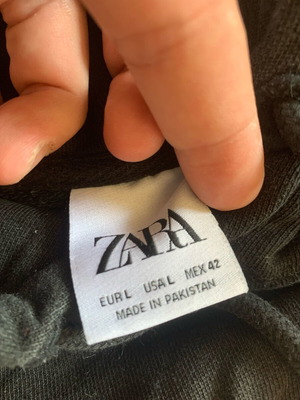 ZARA
EUR L USA L MEX 42
MADE IN PAKISTAN